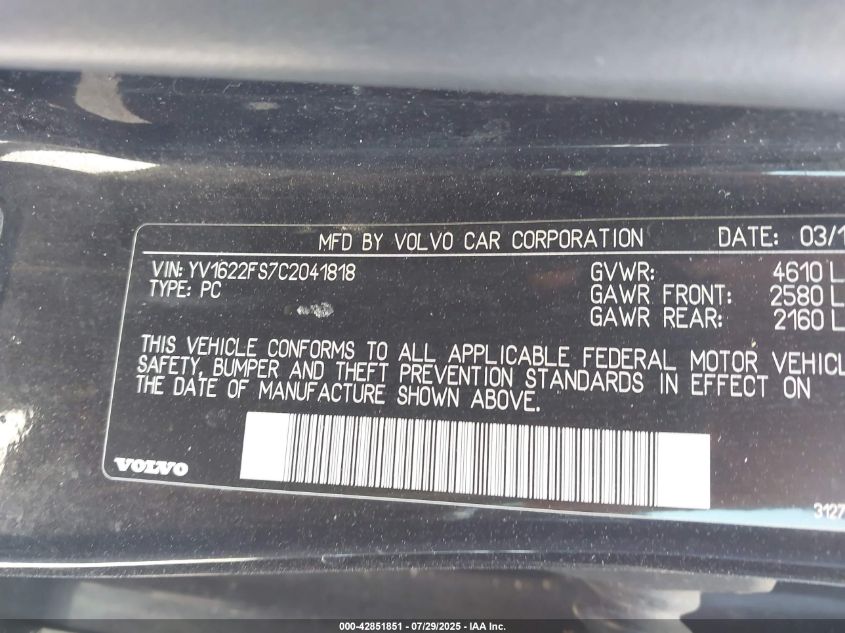 MFD BY VOLVO CAR CORPORATION DATE: 03/1
VIN: YV1622FS7C2041818 GVWR: 4610 L
TYPE: PC GAWR FRONT: 2580 L
GAWR REAR: 2160 L
THIS VEHICLE CONFORMS TO ALL APPLICABLE FEDERAL MOTOR VEHICL
SAFETY, BUMPER AND THEFT PREVENTION STANDARDS IN EFFECT ON
THE DATE OF MANUFACTURE SHOWN ABOVE.
VOLVO
3127
000-42851851 / 07/29/2025 - IAA Inc.